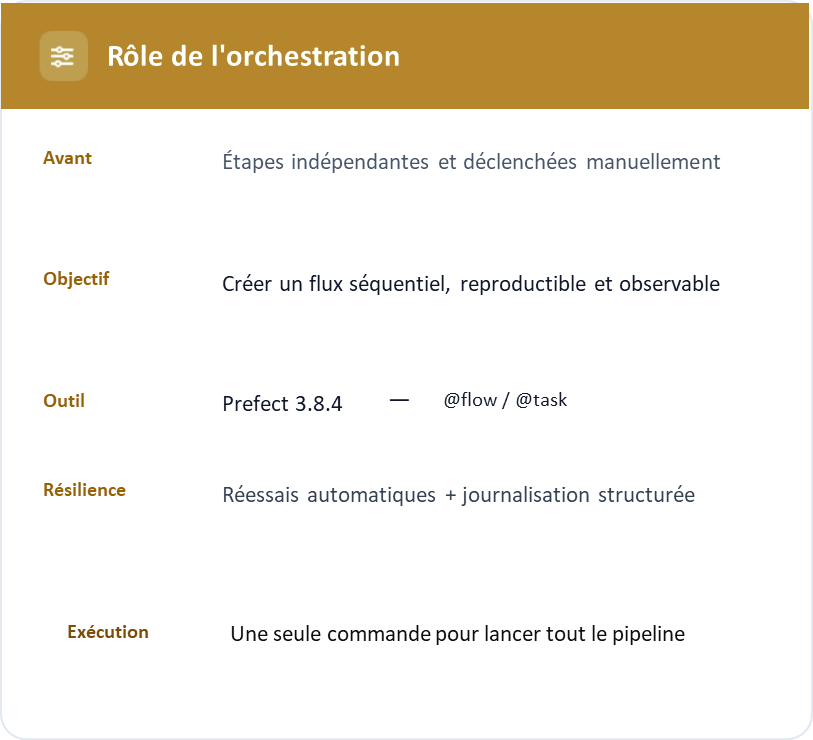 Rôle de l'orchestration
Avant Étapes indépendantes et déclenchées manuellement
Objectif Créer un flux séquentiel, reproductible et observable
Outil Prefect 3.8.4 — @flow / @task
Résilience Réessais automatiques + journalisation structurée
Exécution Une seule commande pour lancer tout le pipeline